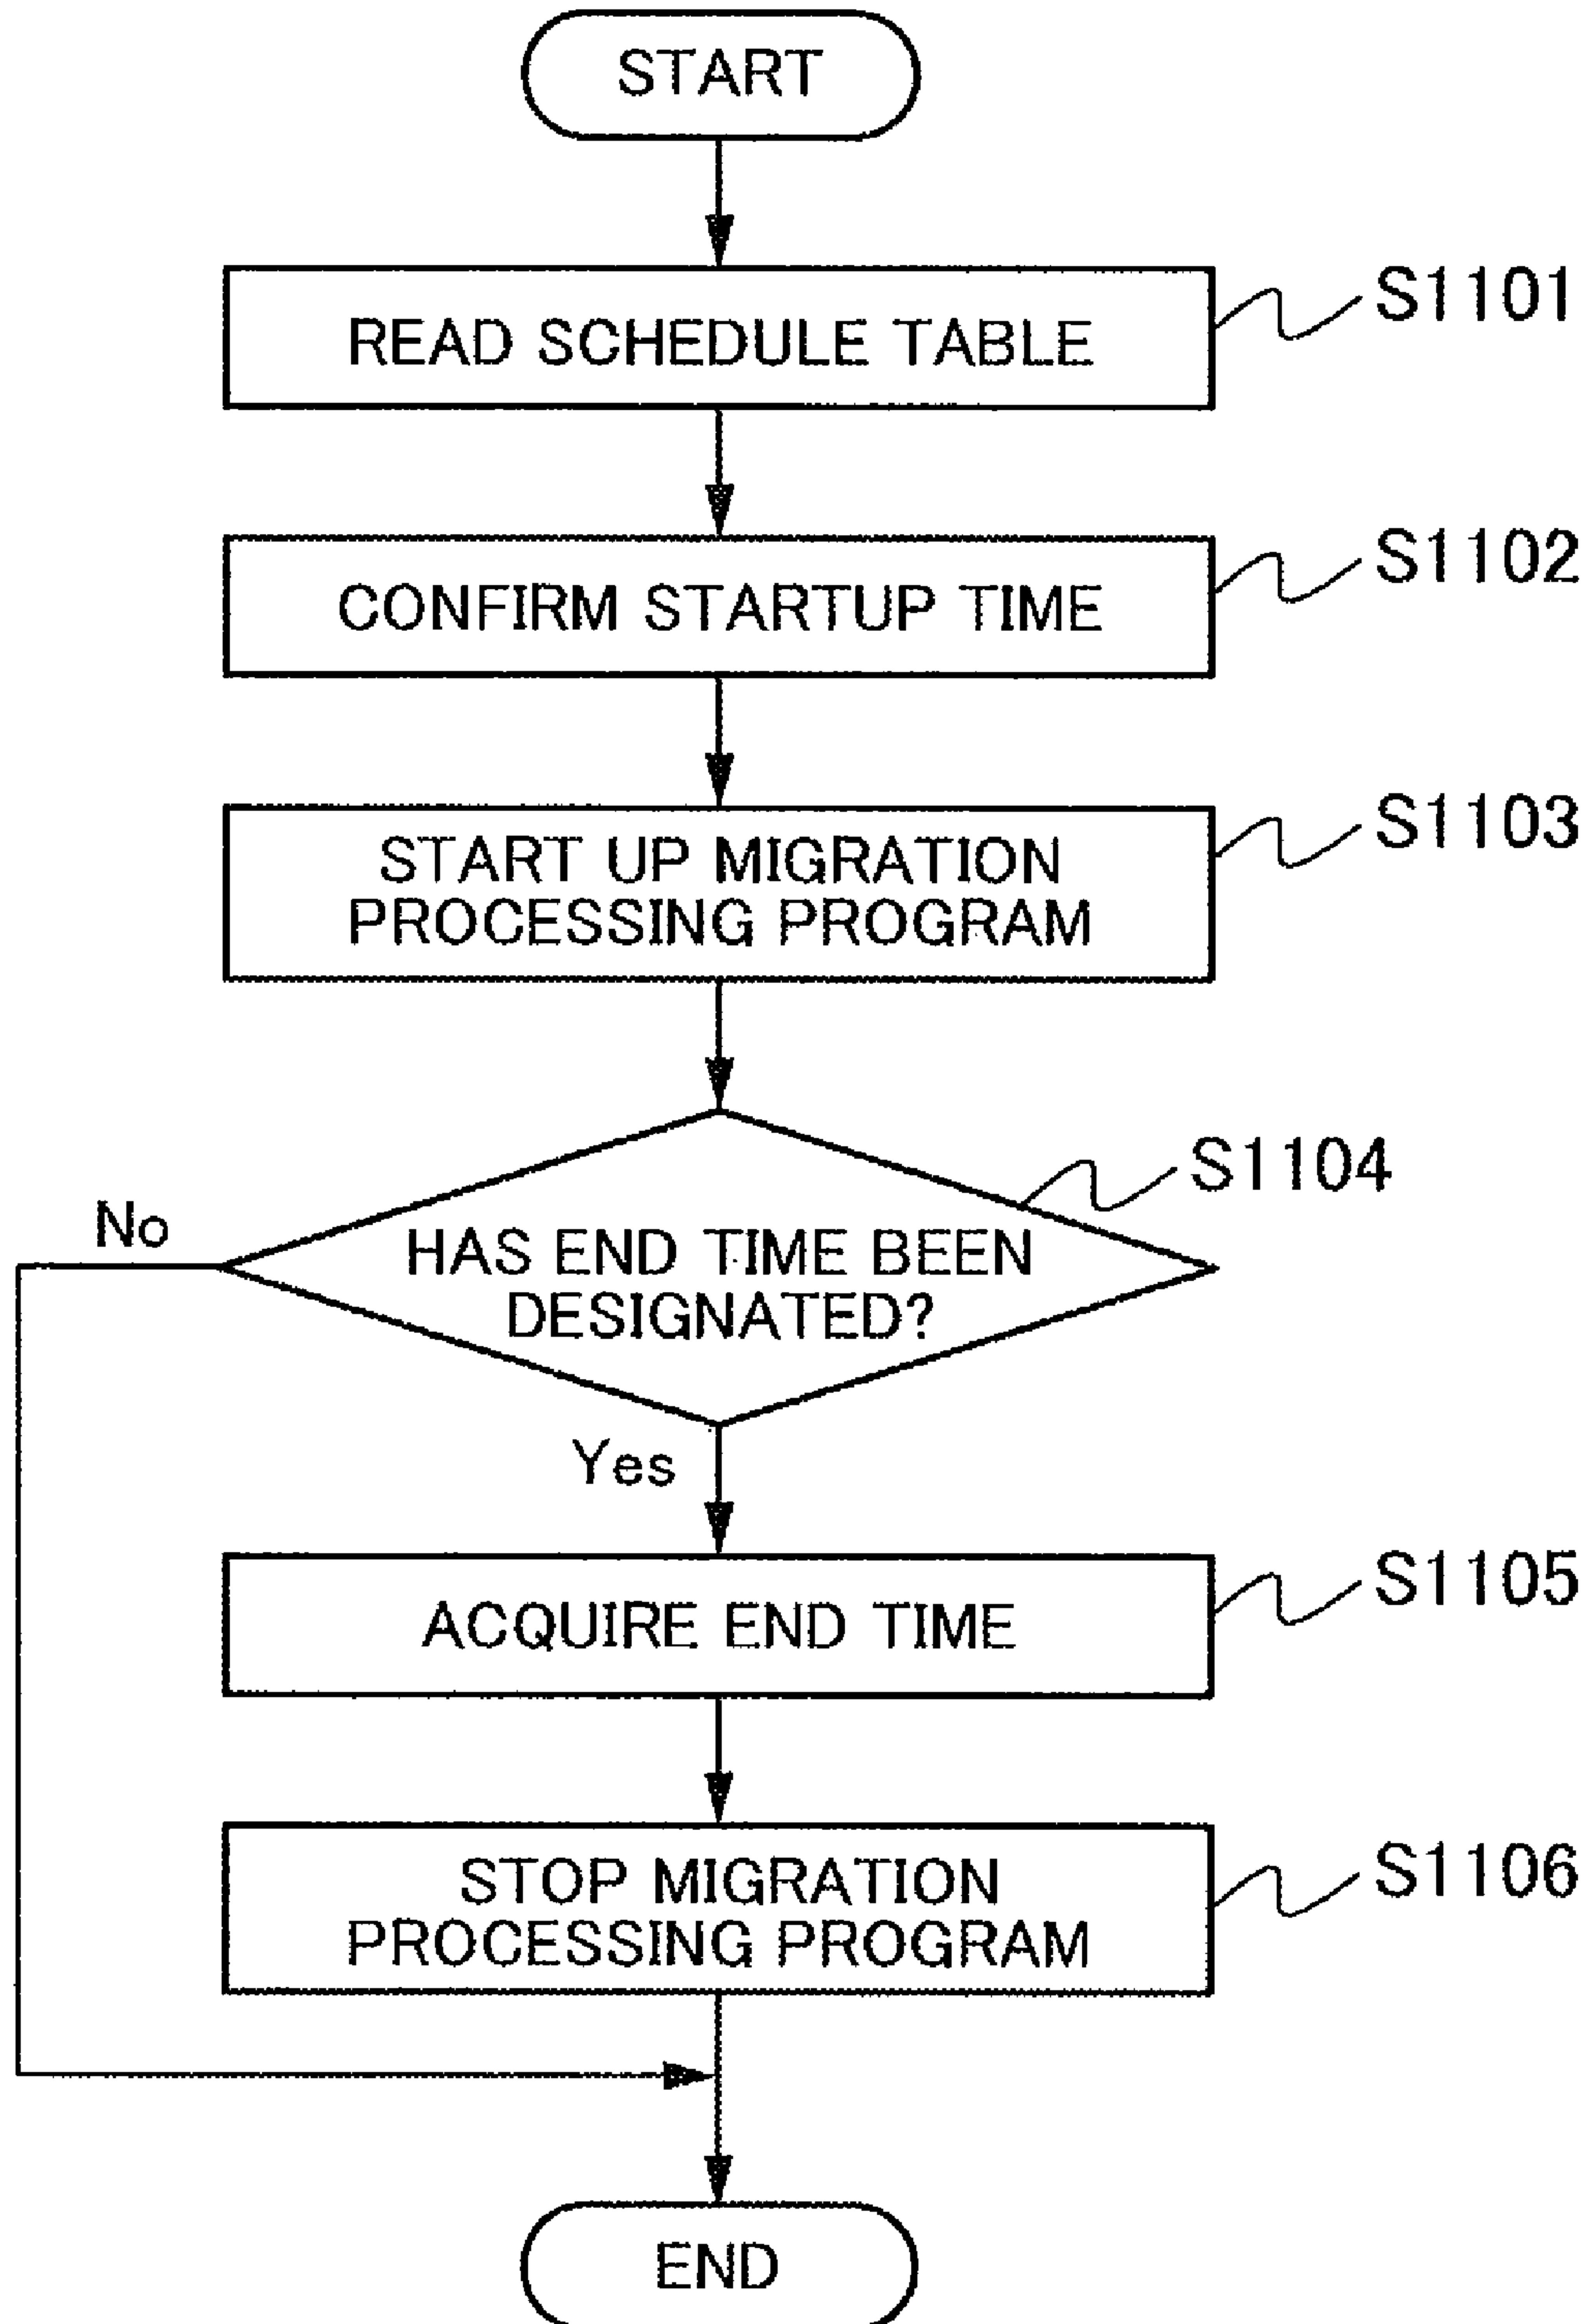 START
READ SCHEDULE TABLE
S1101
CONFIRM STARTUP TIME
S1102
START UP MIGRATION
PROCESSING PROGRAM
S1103
HAS END TIME BEEN
DESIGNATED?
S1104
No
Yes
ACQUIRE END TIME
S1105
STOP MIGRATION
PROCESSING PROGRAM
S1106
END